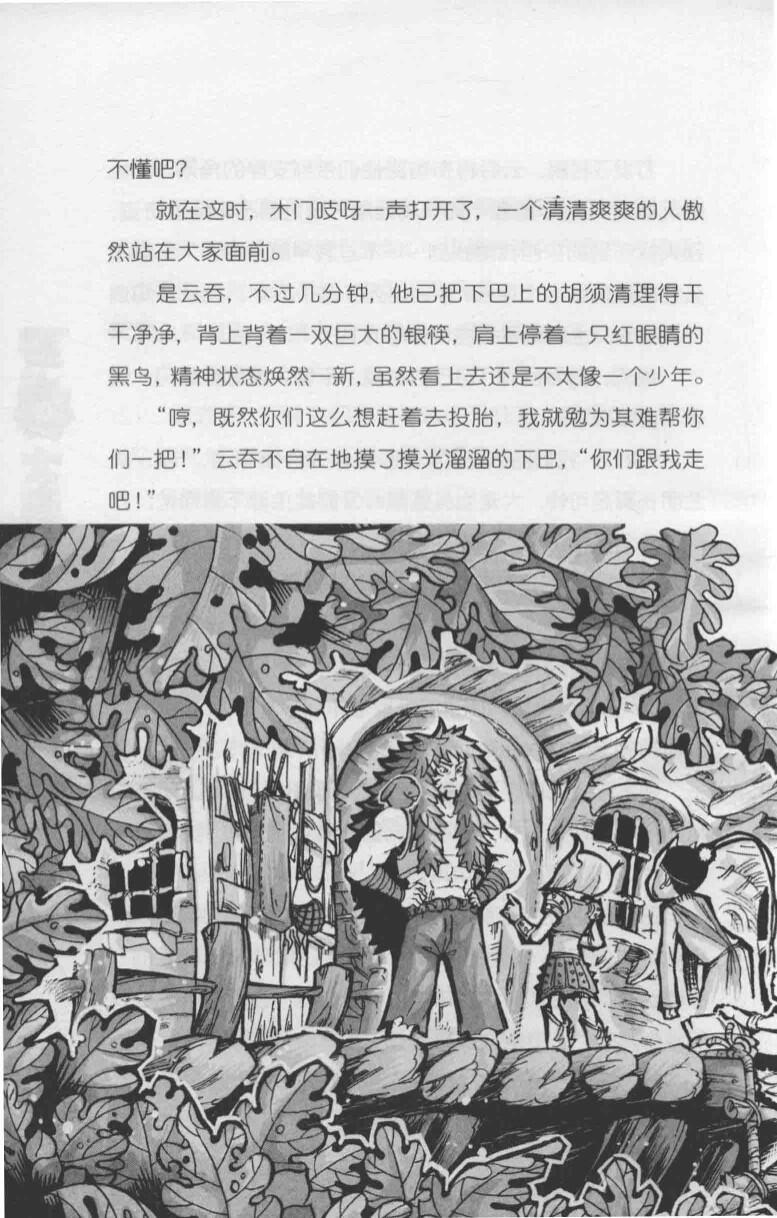 不懂吧？
就在这时，木门吱呀一声打开了，一个清清爽爽的人傲
然站在大家面前。
是云吞，不过几分钟，他已把下巴上的胡须清理得干
干净净，背上背着一双巨大的银筷，肩上停着一只红眼睛的
黑鸟，精神状态焕然一新，虽然看上去还是不太像一个少年。
“哼，既然你们这么想赶着去投胎，我就勉为其难帮你
们一把！”云吞不自在地摸了摸光溜溜的下巴，“你们跟我走
吧！”